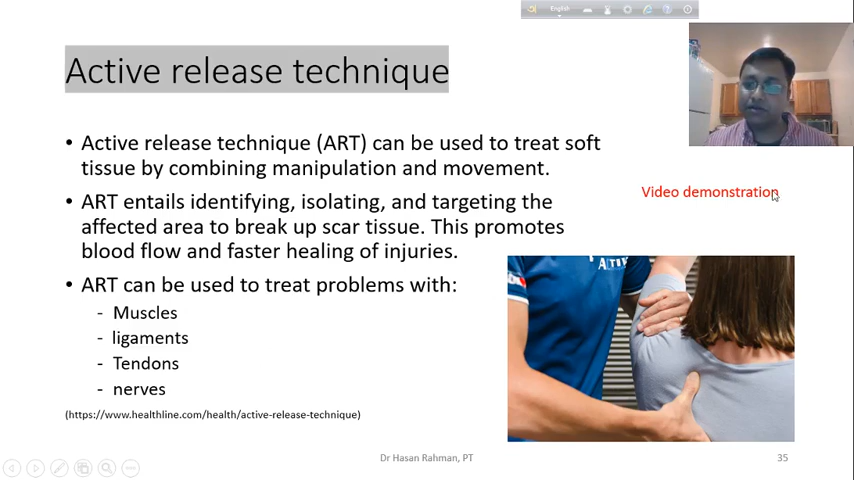 English
Active release technique
• Active release technique (ART) can be used to treat soft
tissue by combining manipulation and movement.
Video demonstration
• ART entails identifying, isolating, and targeting the
affected area to break up scar tissue. This promotes
blood flow and faster healing of injuries.
• ART can be used to treat problems with:
- Muscles
- ligaments
- Tendons
- nerves
(https://www.healthline.com/health/active-release-technique)
Dr Hasan Rahman, PT
35